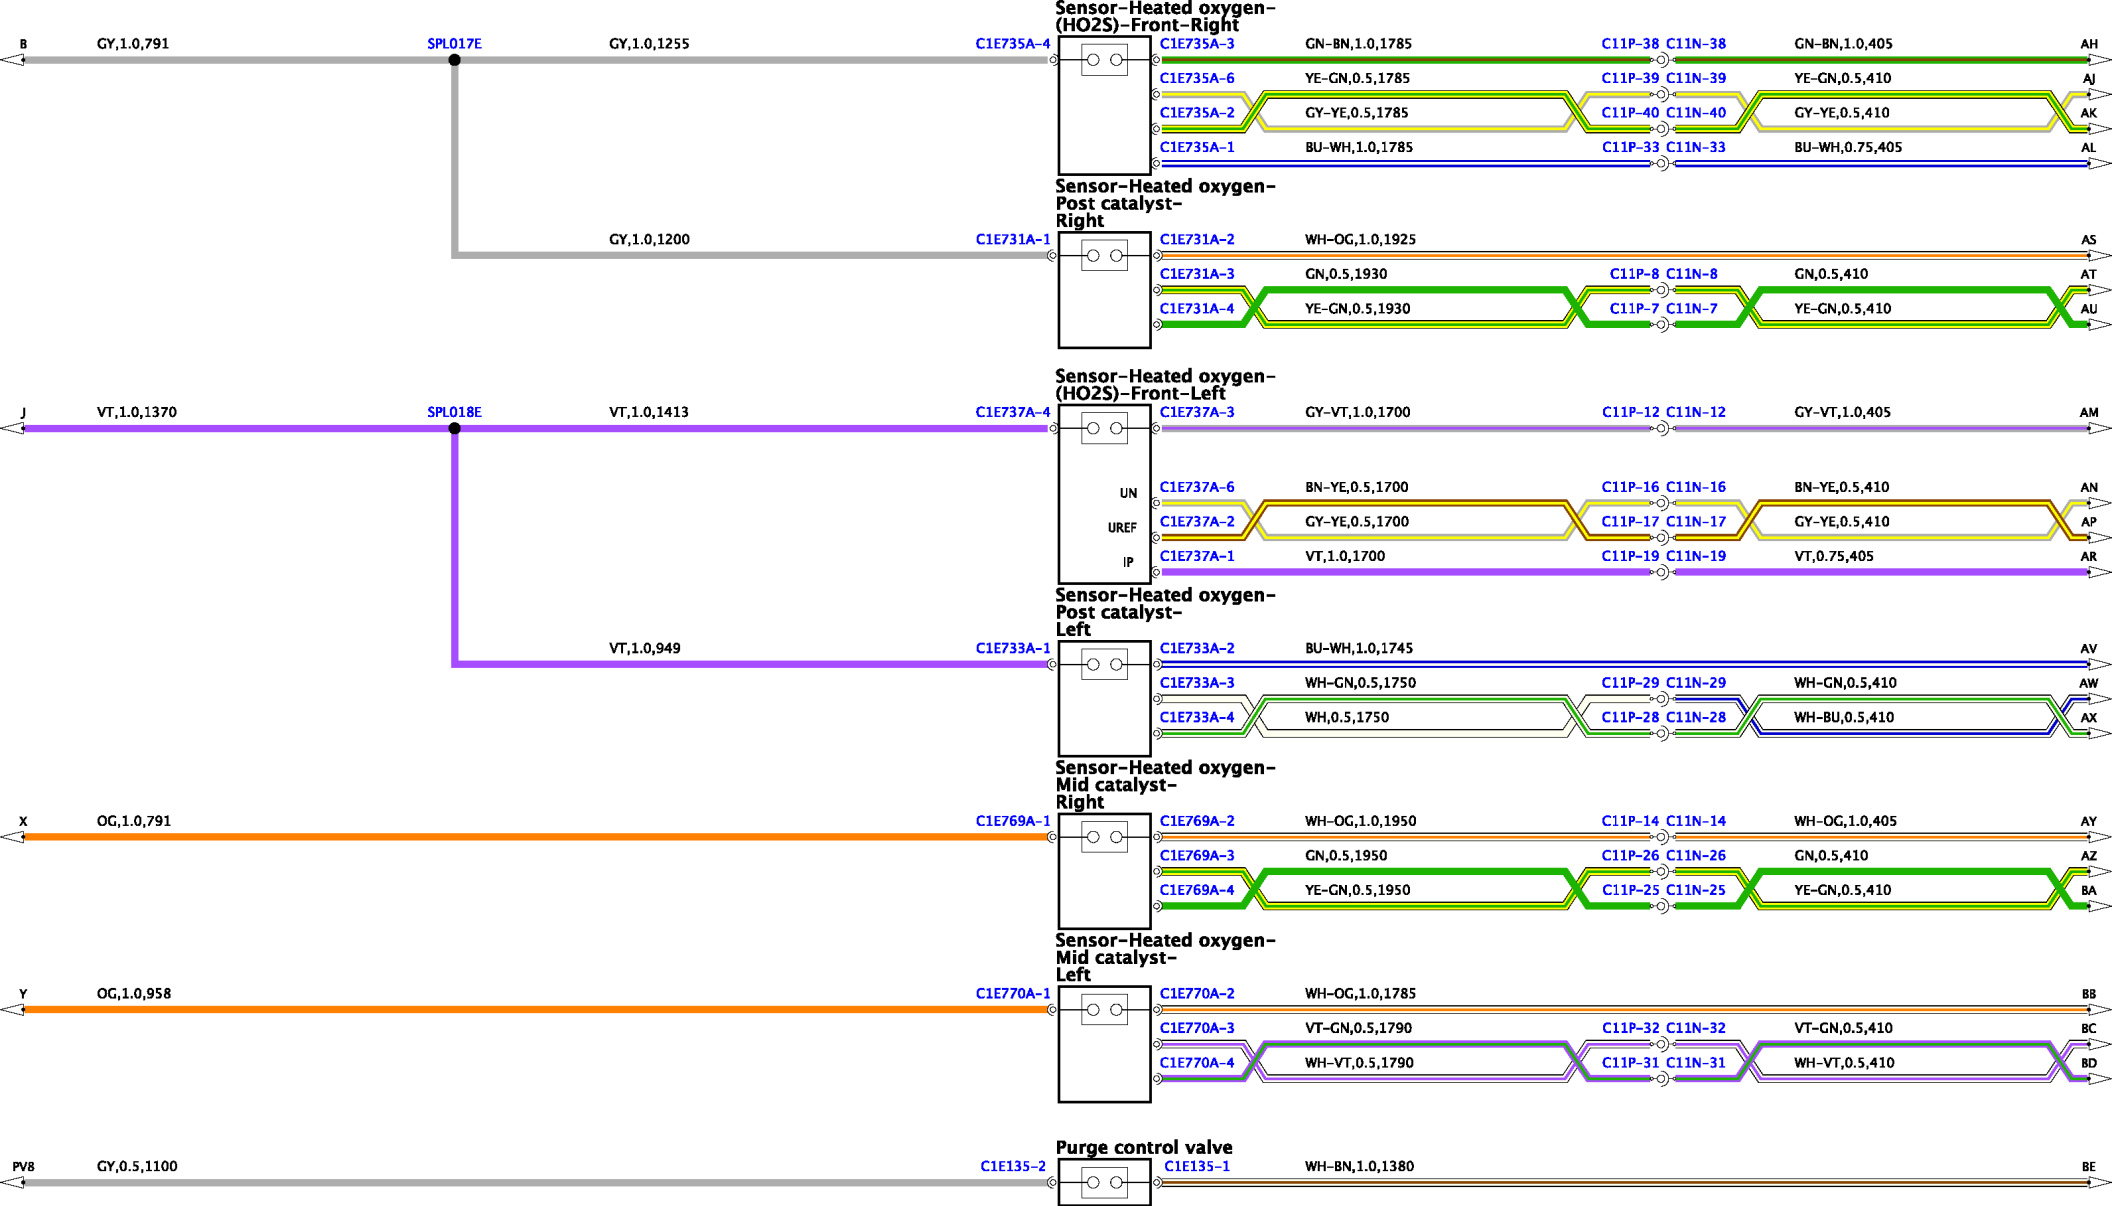 Sensor-Heated oxygen-
(HO2S)-Front-Right
B GY,1.0,791 SPL017E GY,1.0,1255 C1E735A-4 C1E735A-3 GN-BN,1.0,1785 C11P-38 C11N-38 GN-BN,1.0,405 AH
C1E735A-6 YE-GN,0.5,1785 C11P-39 C11N-39 YE-GN,0.5,410 AJ
C1E735A-2 GY-YE,0.5,1785 C11P-40 C11N-40 GY-YE,0.5,410 AK
C1E735A-1 BU-WH,1.0,1785 C11P-33 C11N-33 BU-WH,0.75,405 AL
Sensor-Heated oxygen-
Post catalyst-
Right
GY,1.0,1200 C1E731A-1 C1E731A-2 WH-OG,1.0,1925 AS
C1E731A-3 GN,0.5,1930 C11P-8 C11N-8 GN,0.5,410 AT
C1E731A-4 YE-GN,0.5,1930 C11P-7 C11N-7 YE-GN,0.5,410 AU
Sensor-Heated oxygen-
(HO2S)-Front-Left
J VT,1.0,1370 SPL018E VT,1.0,1413 C1E737A-4 C1E737A-3 GY-VT,1.0,1700 C11P-12 C11N-12 GY-VT,1.0,405 AM
UN C1E737A-6 BN-YE,0.5,1700 C11P-16 C11N-16 BN-YE,0.5,410 AN
UREF C1E737A-2 GY-YE,0.5,1700 C11P-17 C11N-17 GY-YE,0.5,410 AP
IP C1E737A-1 VT,1.0,1700 C11P-19 C11N-19 VT,0.75,405 AR
Sensor-Heated oxygen-
Post catalyst-
Left
VT,1.0,949 C1E733A-1 C1E733A-2 BU-WH,1.0,1745 AV
C1E733A-3 WH-GN,0.5,1750 C11P-29 C11N-29 WH-GN,0.5,410 AW
C1E733A-4 WH,0.5,1750 C11P-28 C11N-28 WH-BU,0.5,410 AX
Sensor-Heated oxygen-
Mid catalyst-
Right
X OG,1.0,791 C1E769A-1 C1E769A-2 WH-OG,1.0,1950 C11P-14 C11N-14 WH-OG,1.0,405 AY
C1E769A-3 GN,0.5,1950 C11P-26 C11N-26 GN,0.5,410 AZ
C1E769A-4 YE-GN,0.5,1950 C11P-25 C11N-25 YE-GN,0.5,410 BA
Sensor-Heated oxygen-
Mid catalyst-
Left
Y OG,1.0,958 C1E770A-1 C1E770A-2 WH-OG,1.0,1785 BB
C1E770A-3 VT-GN,0.5,1790 C11P-32 C11N-32 VT-GN,0.5,410 BC
C1E770A-4 WH-VT,0.5,1790 C11P-31 C11N-31 WH-VT,0.5,410 BD
Purge control valve
PV8 GY,0.5,1100 C1E135-2 C1E135-1 WH-BN,1.0,1380 BE